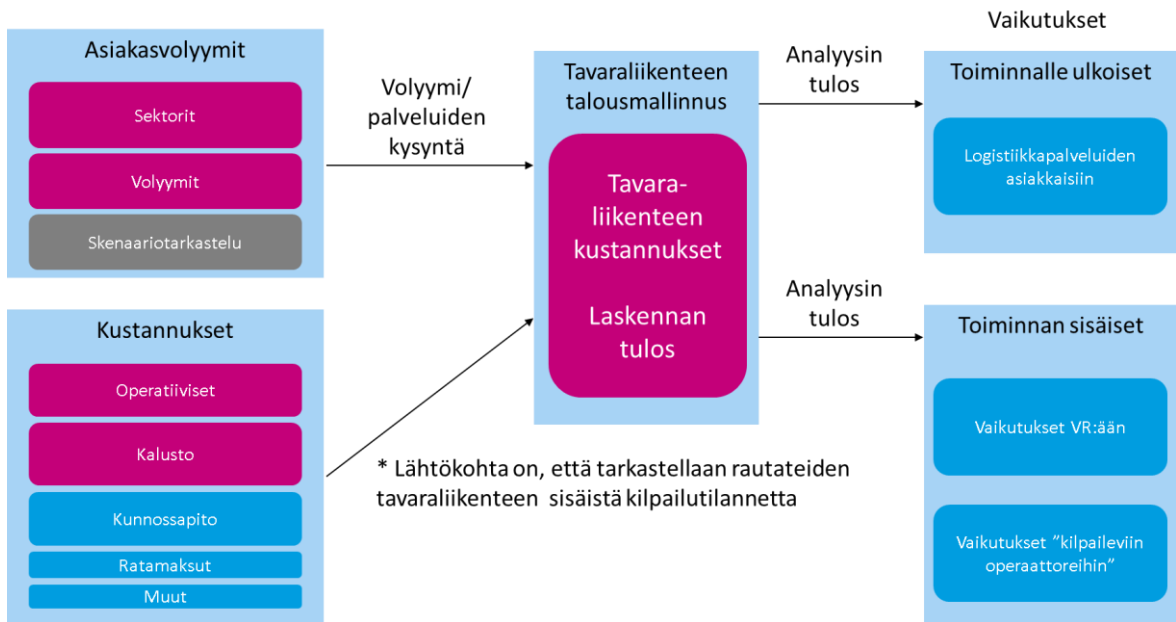 Asiakasvolyymit
Sektorit
Volyymit
Skenaariotarkastelu
Kustannukset
Operatiiviset
Kalusto
Kunnossapito
Ratamaksut
Muut
Volyymi/
palveluiden
kysyntä
Tavaraliikenteen
talousmallinnus
Tavara-
liikenteen
kustannukset
Laskennan
tulos
* Lähtökohta on, että tarkastellaan rautateiden
tavaraliikenteen sisäistä kilpailutilannetta
Analyysin
tulos
Analyysin
tulos
Vaikutukset
Toiminnalle ulkoiset
Logistiikkapalveluiden
asiakkaisiin
Toiminnan sisäiset
Vaikutukset VR:ään
Vaikutukset ”kilpaileviin
operaattoreihin”